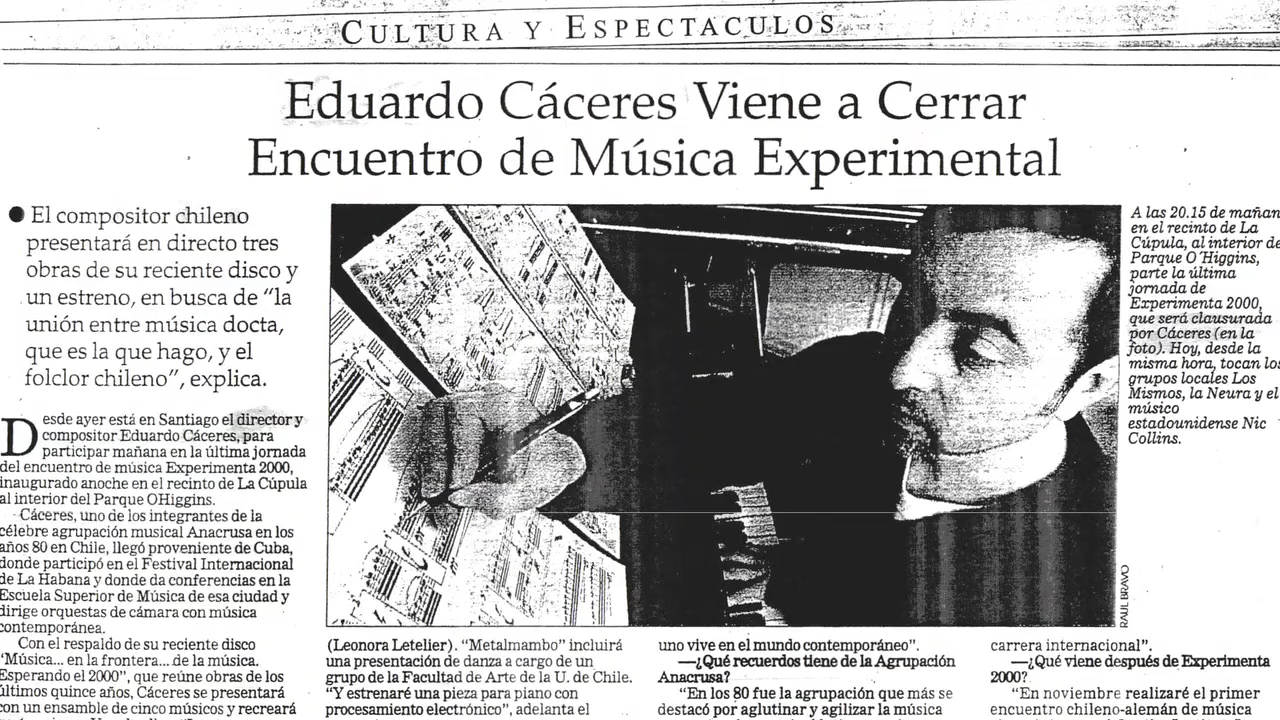 CULTURA Y ESPECTACULOS
Eduardo Cáceres Viene a Cerrar
Encuentro de Música Experimental
● El compositor chileno
presentará en directo tres
obras de su reciente disco y
un estreno, en busca de “la
unión entre música docta,
que es la que hago, y el
folclor chileno”, explica.
Desde ayer está en Santiago el director y
compositor Eduardo Cáceres, para
participar mañana en la última jornada
del encuentro de música Experimenta 2000,
inaugurado anoche en el recinto de La Cúpula
al interior del Parque OHiggins.
Cáceres, uno de los integrantes de la
célebre agrupación musical Anacrusa en los
años 80 en Chile, llegó proveniente de Cuba,
donde participó en el Festival Internacional
de La Habana y donde da conferencias en la
Escuela Superior de Música de esa ciudad y
dirige orquestas de cámara con música
contemporánea.
Con el respaldo de su reciente disco
“Música... en la frontera... de la música.
Esperando el 2000”, que reúne obras de los
últimos quince años, Cáceres se presentará
con un ensamble de cinco músicos y recreará
(Leonora Letelier). “Metalmambo” incluirá
una presentación de danza a cargo de un
grupo de la Facultad de Arte de la U. de Chile.
“Y estrenaré una pieza para piano con
procesamiento electrónico”, adelanta el
uno vive en el mundo contemporáneo”.
—¿Qué recuerdos tiene de la Agrupación
Anacrusa?
“En los 80 fue la agrupación que más se
destacó por aglutinar y agilizar la música
carrera internacional”.
—¿Qué viene después de Experimenta
2000?
“En noviembre realizaré el primer
encuentro chileno-alemán de música
A las 20.15 de mañan
en el recinto de La
Cúpula, al interior de
Parque O´Higgins,
parte la última
jornada de
Experimenta 2000,
que será clausurada
por Cáceres (en la
foto). Hoy, desde la
misma hora, tocan los
grupos locales Los
Mismos, la Neura y el
músico
estadounidense Nic
Collins.
RAUL BRAVO